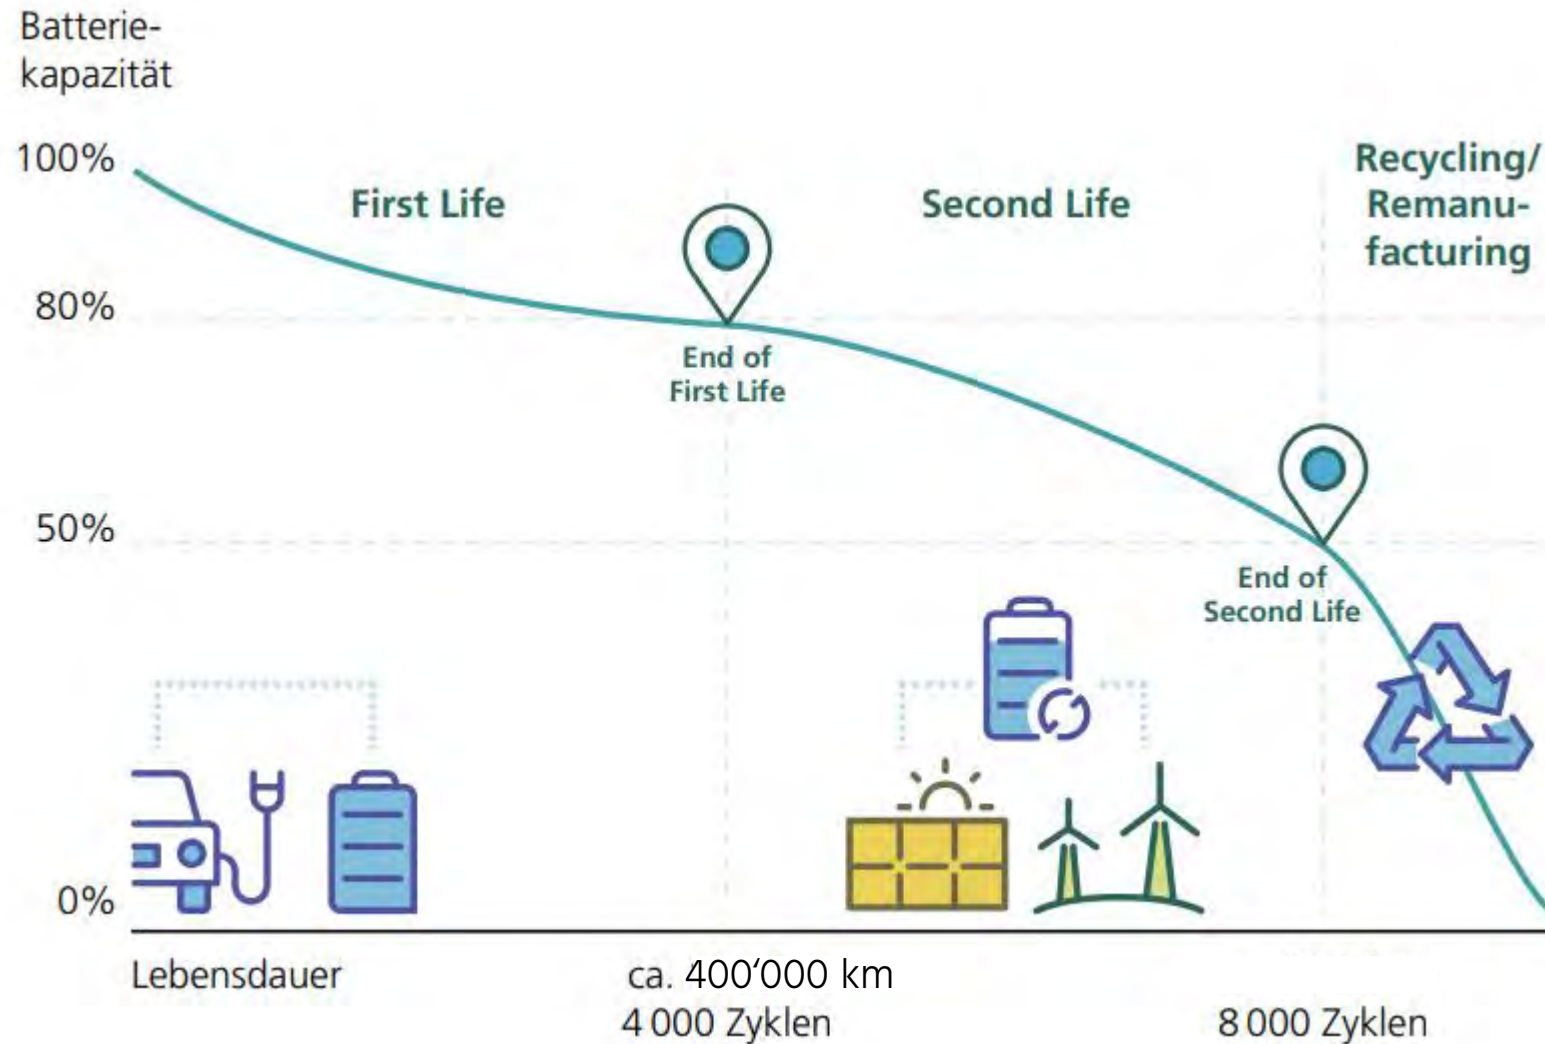 Batterie-
kapazität
100%
First Life
Second Life
Recycling/
Remanu-
facturing
80%
End of
First Life
50%
End of
Second Life
0%
Lebensdauer
ca. 400‘000 km
4 000 Zyklen
8 000 Zyklen